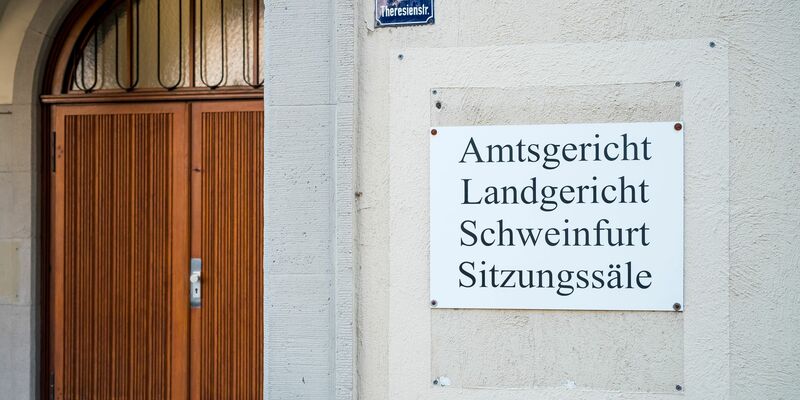 Theresienstr.
Amtsgericht
Landgericht
Schweinfurt
Sitzungssäle